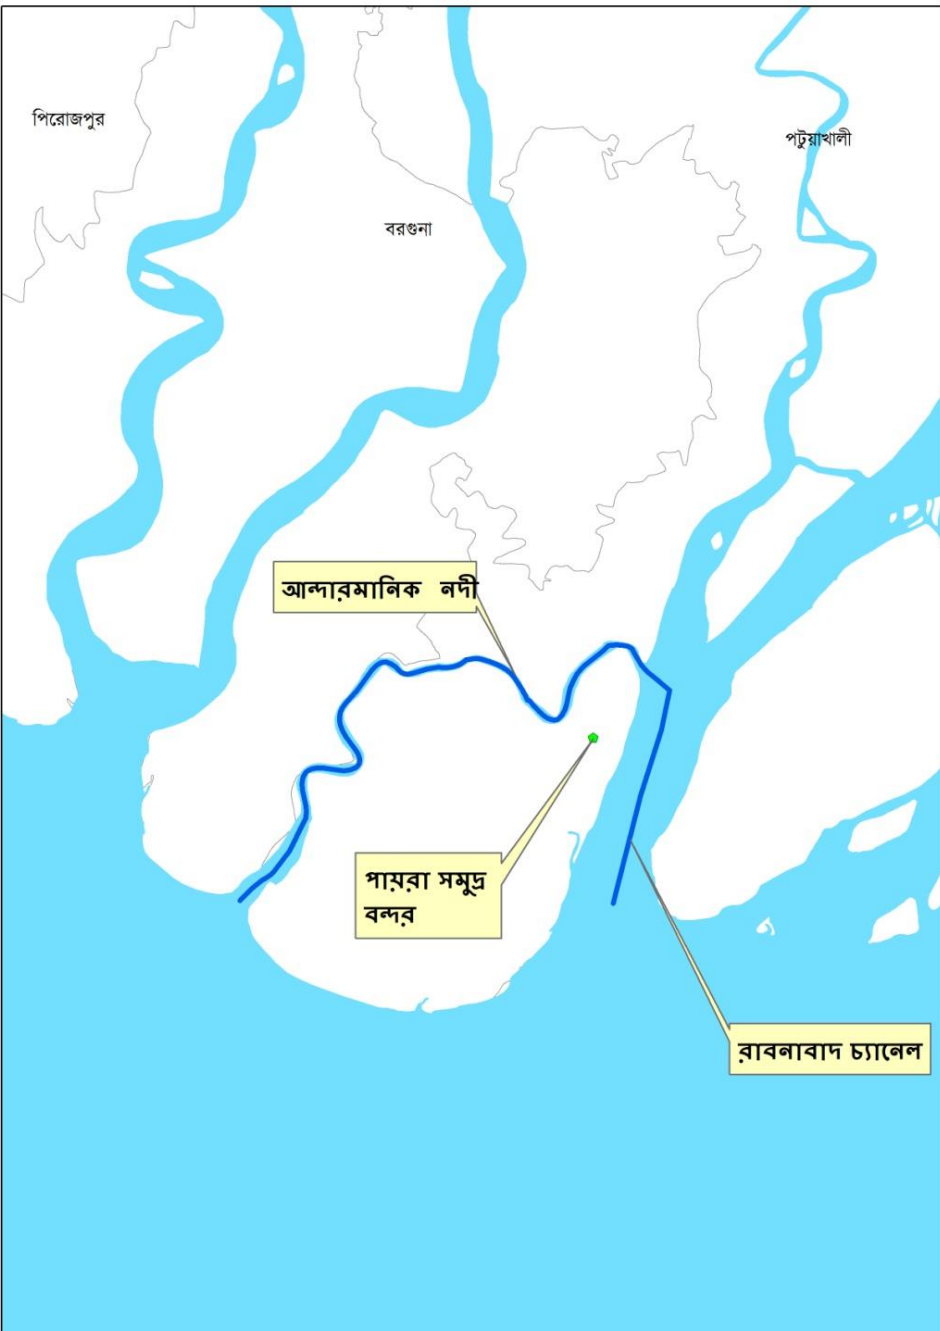 পিরোজপুর
পটুয়াখালী
বরগুনা
আন্দারমানিক নদী
পায়রা সমুদ্র
বন্দর
রাবনাবাদ চ্যানেল